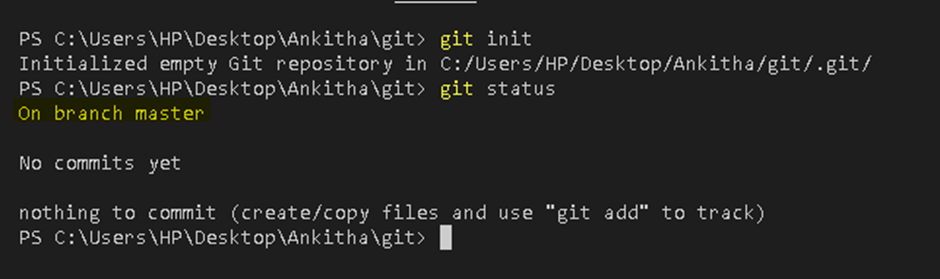 PS C:\Users\HP\Desktop\Ankitha\git> git init
Initialized empty Git repository in C:/Users/HP/Desktop/Ankitha/git/.git/
PS C:\Users\HP\Desktop\Ankitha\git> git status
On branch master
No commits yet
nothing to commit (create/copy files and use "git add" to track)
PS C:\Users\HP\Desktop\Ankitha\git>